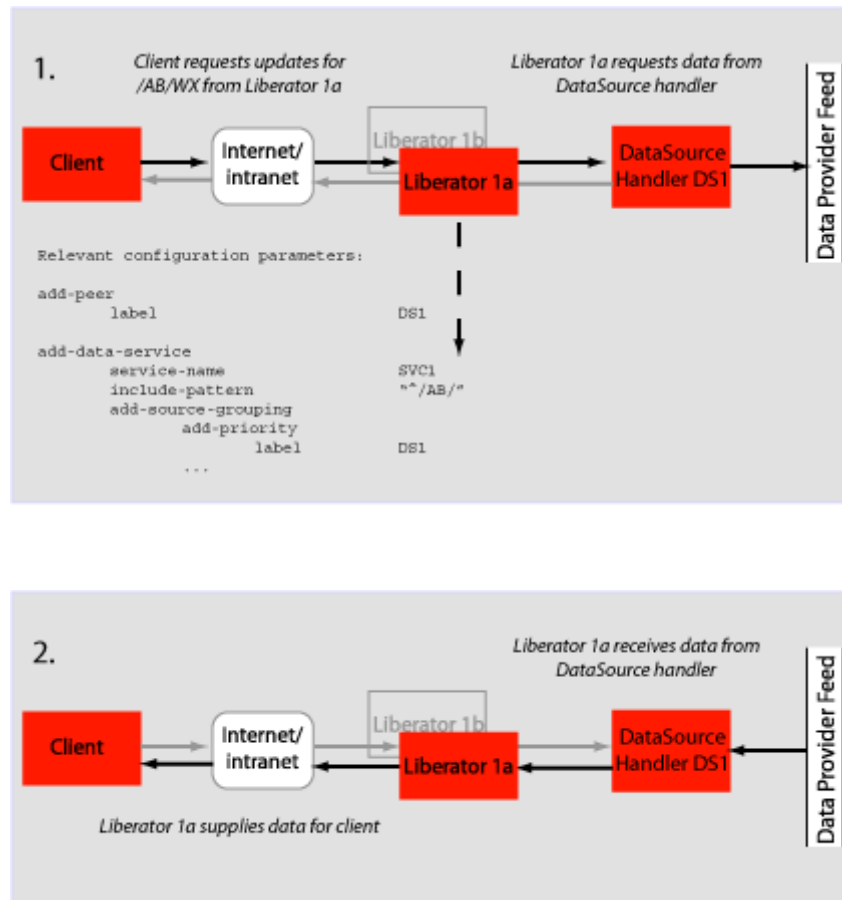 1.
Client requests updates for
/AB/WX from Liberator 1a
Liberator 1a requests data from
DataSource handler
Client
Internet/
intranet
Liberator 1b
Liberator 1a
DataSource
Handler DS1
Data Provider Feed
Relevant configuration parameters:
add-peer
label DS1
add-data-service
service-name SVC1
include-pattern "^/AB/"
add-source-grouping
add-priority
label DS1
...
2.
Liberator 1a receives data from
DataSource handler
Client
Internet/
intranet
Liberator 1b
Liberator 1a
DataSource
Handler DS1
Data Provider Feed
Liberator 1a supplies data for client